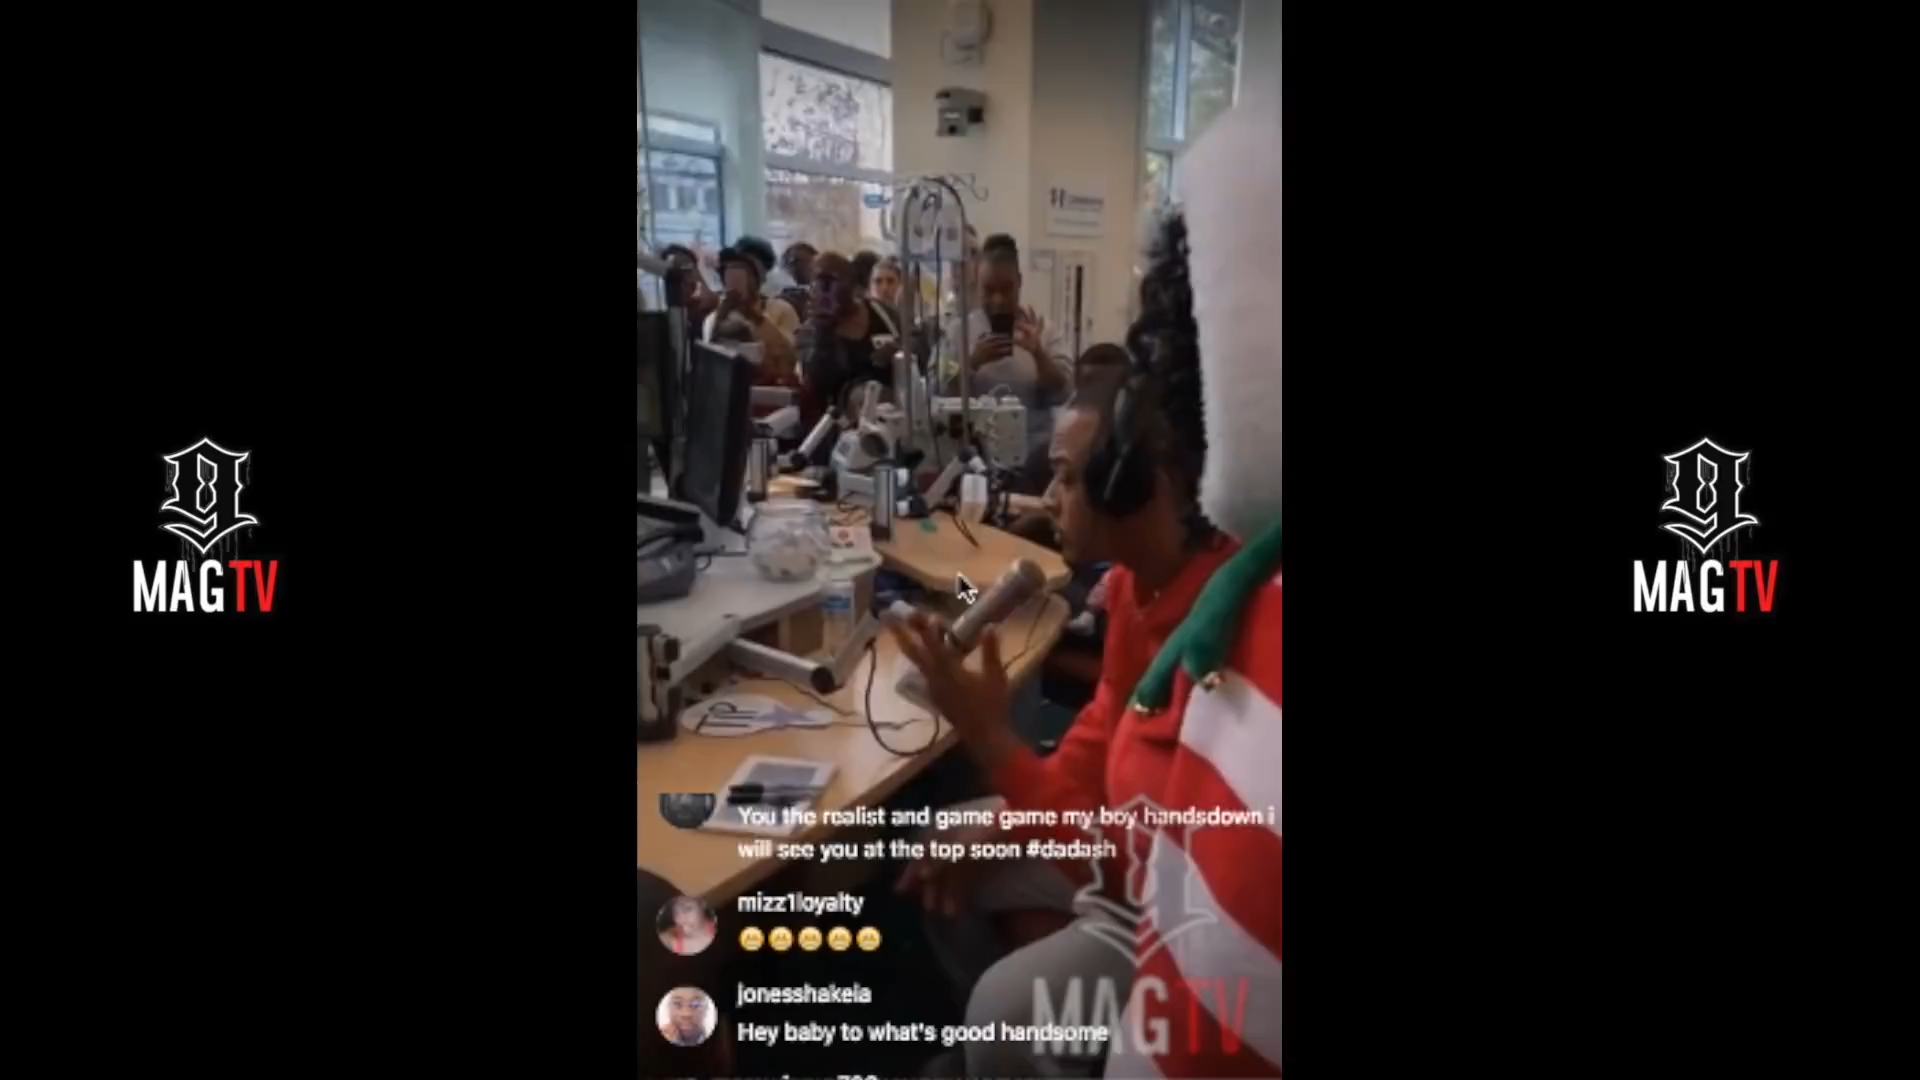 MAGTV
MAGTV
You the realist and game game my boy handsdown i
will see you at the top soon #dadash
mizz1loyalty
jonesshakeia
Hey baby to what's good handsome
MAGTV